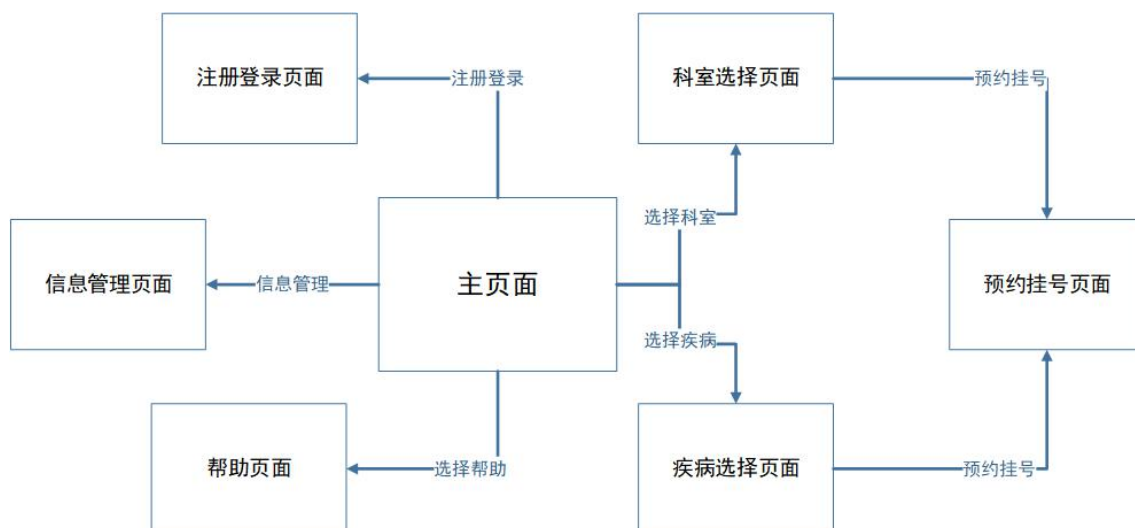 注册登录页面
注册登录
科室选择页面
预约挂号
选择科室
信息管理页面
信息管理
主页面
预约挂号页面
选择疾病
帮助页面
选择帮助
疾病选择页面
预约挂号